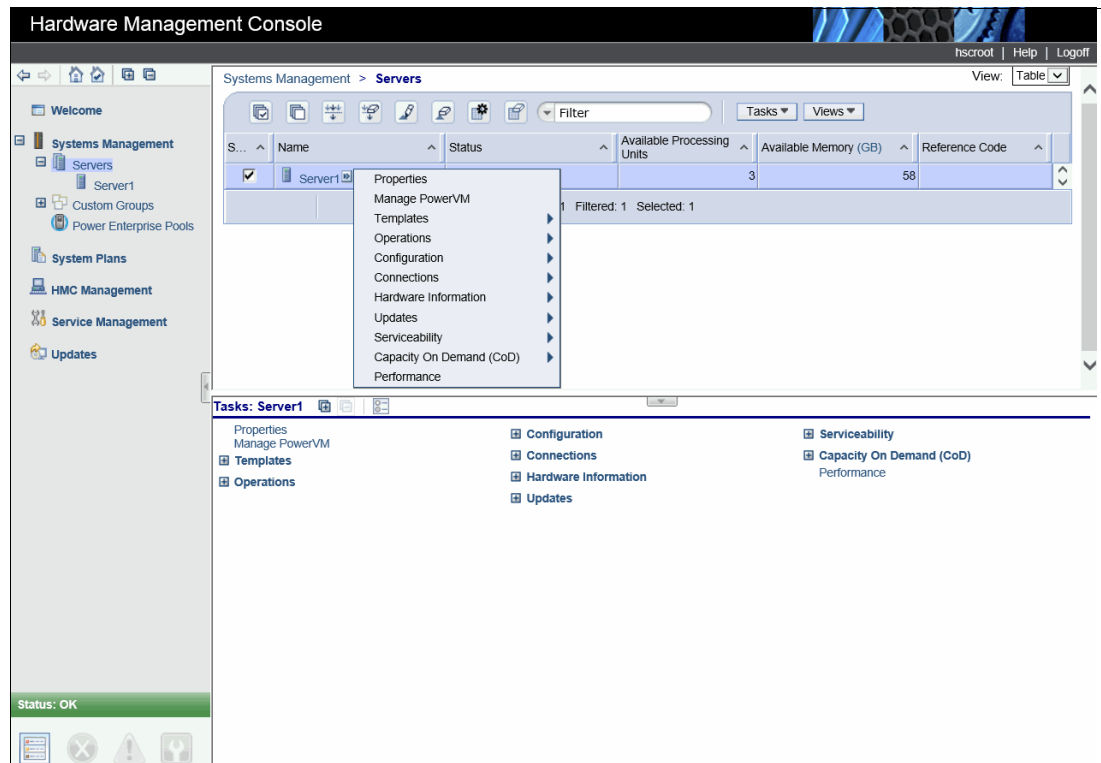 Hardware Management Console
hscroot | Help | Logoff
Systems Management > Servers
View: Table
Welcome
Systems Management
Servers
Server1
Custom Groups
Power Enterprise Pools
System Plans
HMC Management
Service Management
Updates
Filter
Tasks
Views
S... Name Status Available Processing Units Available Memory (GB) Reference Code
Server1 3 58
1 Filtered: 1 Selected: 1
Properties
Manage PowerVM
Templates
Operations
Configuration
Connections
Hardware Information
Updates
Serviceability
Capacity On Demand (CoD)
Performance
Tasks: Server1
Properties
Manage PowerVM
Templates
Operations
Configuration
Connections
Hardware Information
Updates
Serviceability
Capacity On Demand (CoD)
Performance
Status: OK